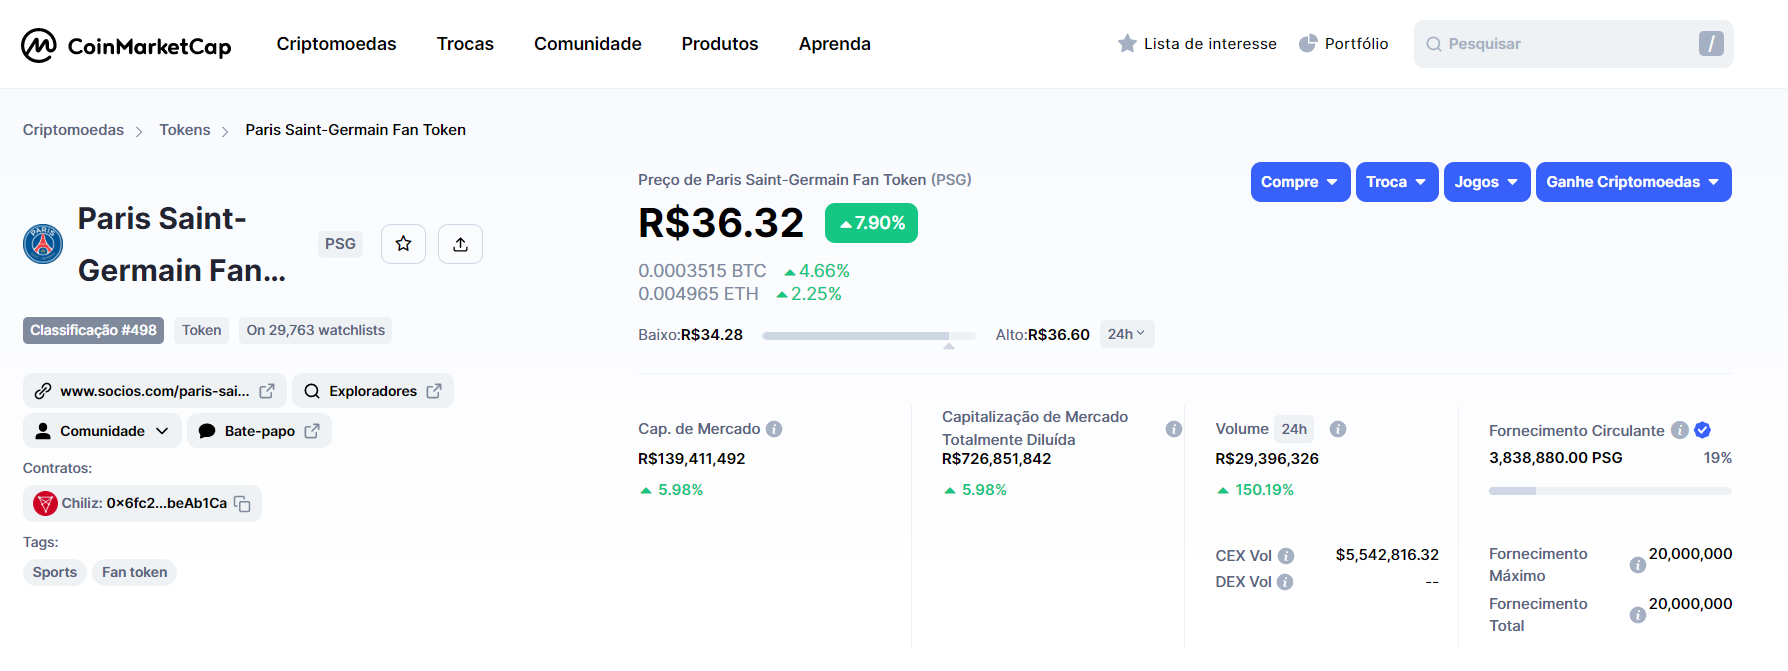 CoinMarketCap Criptomoedas Trocas Comunidade Produtos Aprenda Lista de interesse Portfólio Pesquisar /
Criptomoedas > Tokens > Paris Saint-Germain Fan Token
PARIS
Paris Saint-
Germain Fan...
PSG
Classificação #498 Token On 29,763 watchlists
www.socios.com/paris-sai... Exploradores
Comunidade Bate-papo
Contratos:
Chiliz: 0x6fc2...beAb1Ca
Tags:
Sports Fan token
Preço de Paris Saint-Germain Fan Token (PSG)
R$36.32 7.90%
0.0003515 BTC 4.66%
0.004965 ETH 2.25%
Baixo:R$34.28 Alto:R$36.60 24h
Compre Troca Jogos Ganhe Criptomoedas
Cap. de Mercado
R$139,411,492
5.98%
Capitalização de Mercado
Totalmente Diluída
R$726,851,842
5.98%
Volume 24h
R$29,396,326
150.19%
CEX Vol $5,542,816.32
DEX Vol --
Fornecimento Circulante
3,838,880.00 PSG 19%
Fornecimento
Máximo
20,000,000
Fornecimento
Total
20,000,000